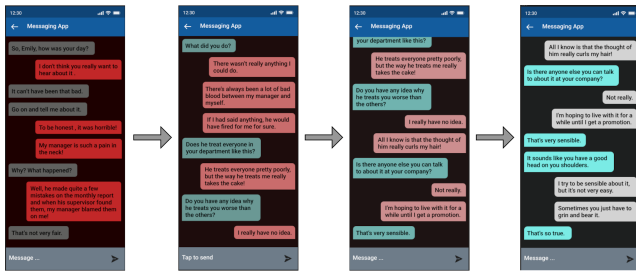 12:30
Messaging App
So, Emily, how was your day?
I don't think you really want to
hear about it.
It can't have been that bad.
Go on and tell me about it.
To be honest , it was horrible!
My manager is such a pain in
the neck!
Why? What happened?
Well, he made quite a few
mistakes on the monthly report
and when his supervisor found
them, my manager blamed them
on me!
That's not very fair.
Message ...
12:30
Messaging App
What did you do?
There wasn't really anything I
could do.
There's always been a lot of bad
blood between my manager and
myself.
If I had said anything, he would
have fired for me for sure.
Does he treat everyone in
your department like this?
He treats everyone pretty poorly,
but the way he treats me really
takes the cake!
Do you have any idea why
he treats you worse than
the others?
I really have no idea.
Tap to send
12:30
Messaging App
your department like this?
He treats everyone pretty poorly,
but the way he treats me really
takes the cake!
Do you have any idea why
he treats you worse than
the others?
I really have no idea.
All I know is that the thought of
him really curls my hair!
Is there anyone else you can talk
to about it at your company?
Not really.
I'm hoping to live with it for a
while until I get a promotion.
That's very sensible.
Message ...
12:30
Messaging App
All I know is that the thought of
him really curls my hair!
Is there anyone else you can talk
to about it at your company?
Not really.
I'm hoping to live with it for a
while until I get a promotion.
That's very sensible.
It sounds like you have a good
head on you shoulders.
I try to be sensible about it,
but it's not very easy.
Sometimes you just have to
grin and bear it.
That's so true.
Message ...